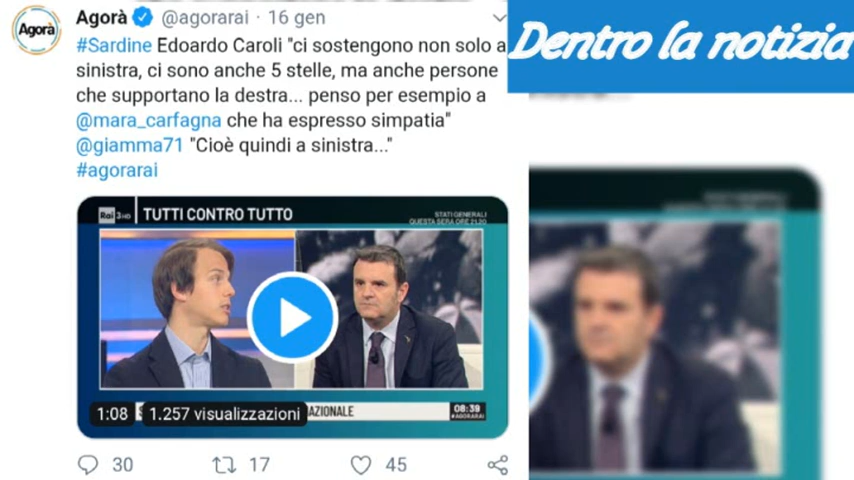 Agorà @agorarai · 16 gen
Agorà
#Sardine Edoardo Caroli "ci sostengono non solo a
sinistra, ci sono anche 5 stelle, ma anche persone
che supportano la destra... penso per esempio a
@mara_carfagna che ha espresso simpatia"
@giamma71 "Cioè quindi a sinistra..."
#agorarai
Dentro la notizia
Rai 3HD TUTTI CONTRO TUTTO
STATI GENERALI
QUESTA SERA ORE 21.20
1:08 1.257 visualizzazioni AZIONALE 08:39
#AGORARAI
30 17 45